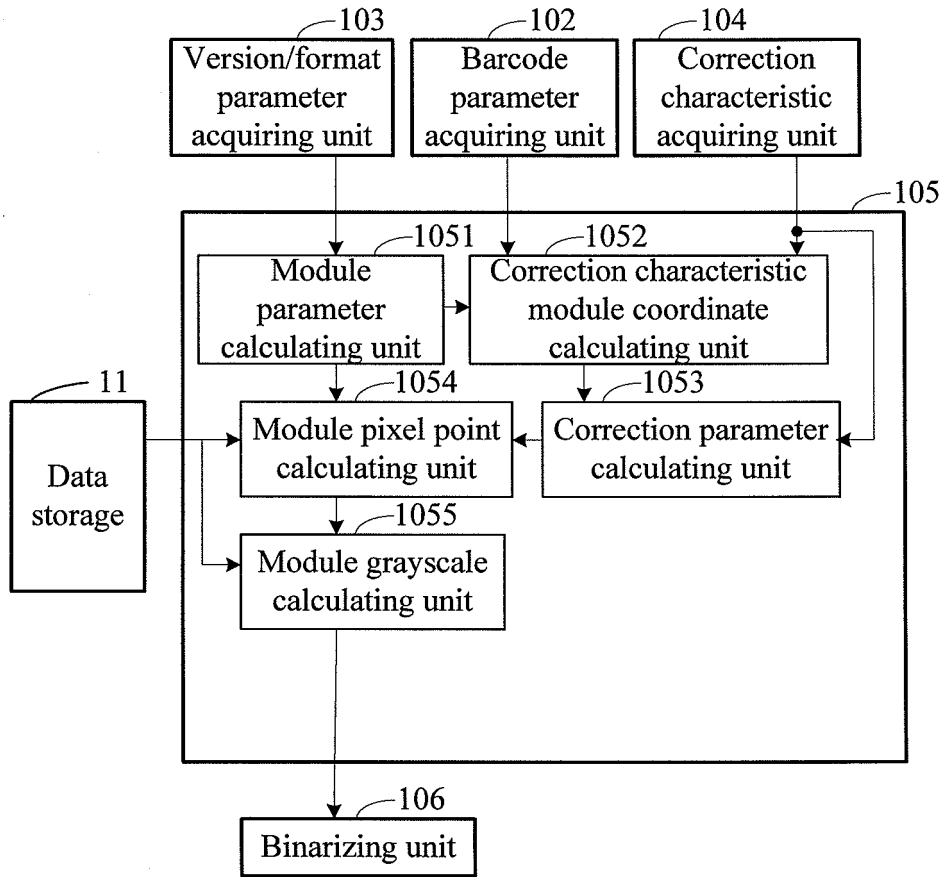 103
102
104
Version/format
parameter
acquiring unit
Barcode
parameter
acquiring unit
Correction
characteristic
acquiring unit
105
1051
1052
Module
parameter
calculating unit
Correction characteristic
module coordinate
calculating unit
11
1054
1053
Data
storage
Module pixel point
calculating unit
Correction parameter
calculating unit
1055
Module grayscale
calculating unit
106
Binarizing unit